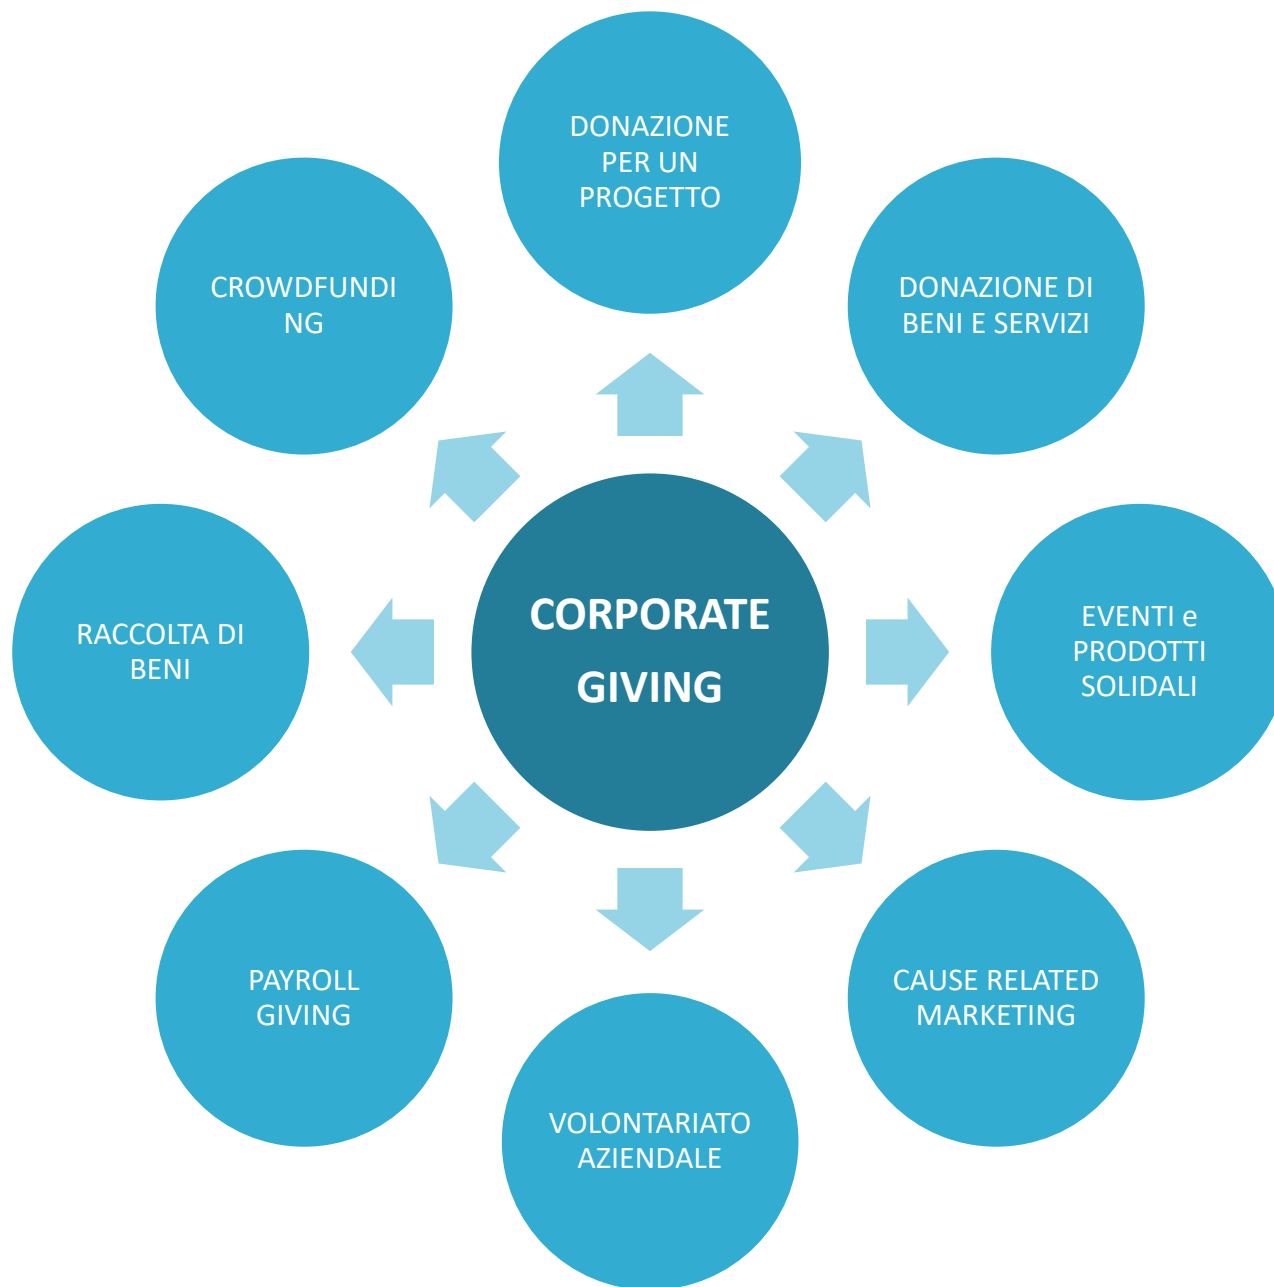 DONAZIONE
PER UN
PROGETTO
CROWDFUNDI
NG
DONAZIONE DI
BENI E SERVIZI
CORPORATE
GIVING
RACCOLTA DI
BENI
EVENTI e
PRODOTTI
SOLIDALI
PAYROLL
GIVING
CAUSE RELATED
MARKETING
VOLONTARIATO
AZIENDALE